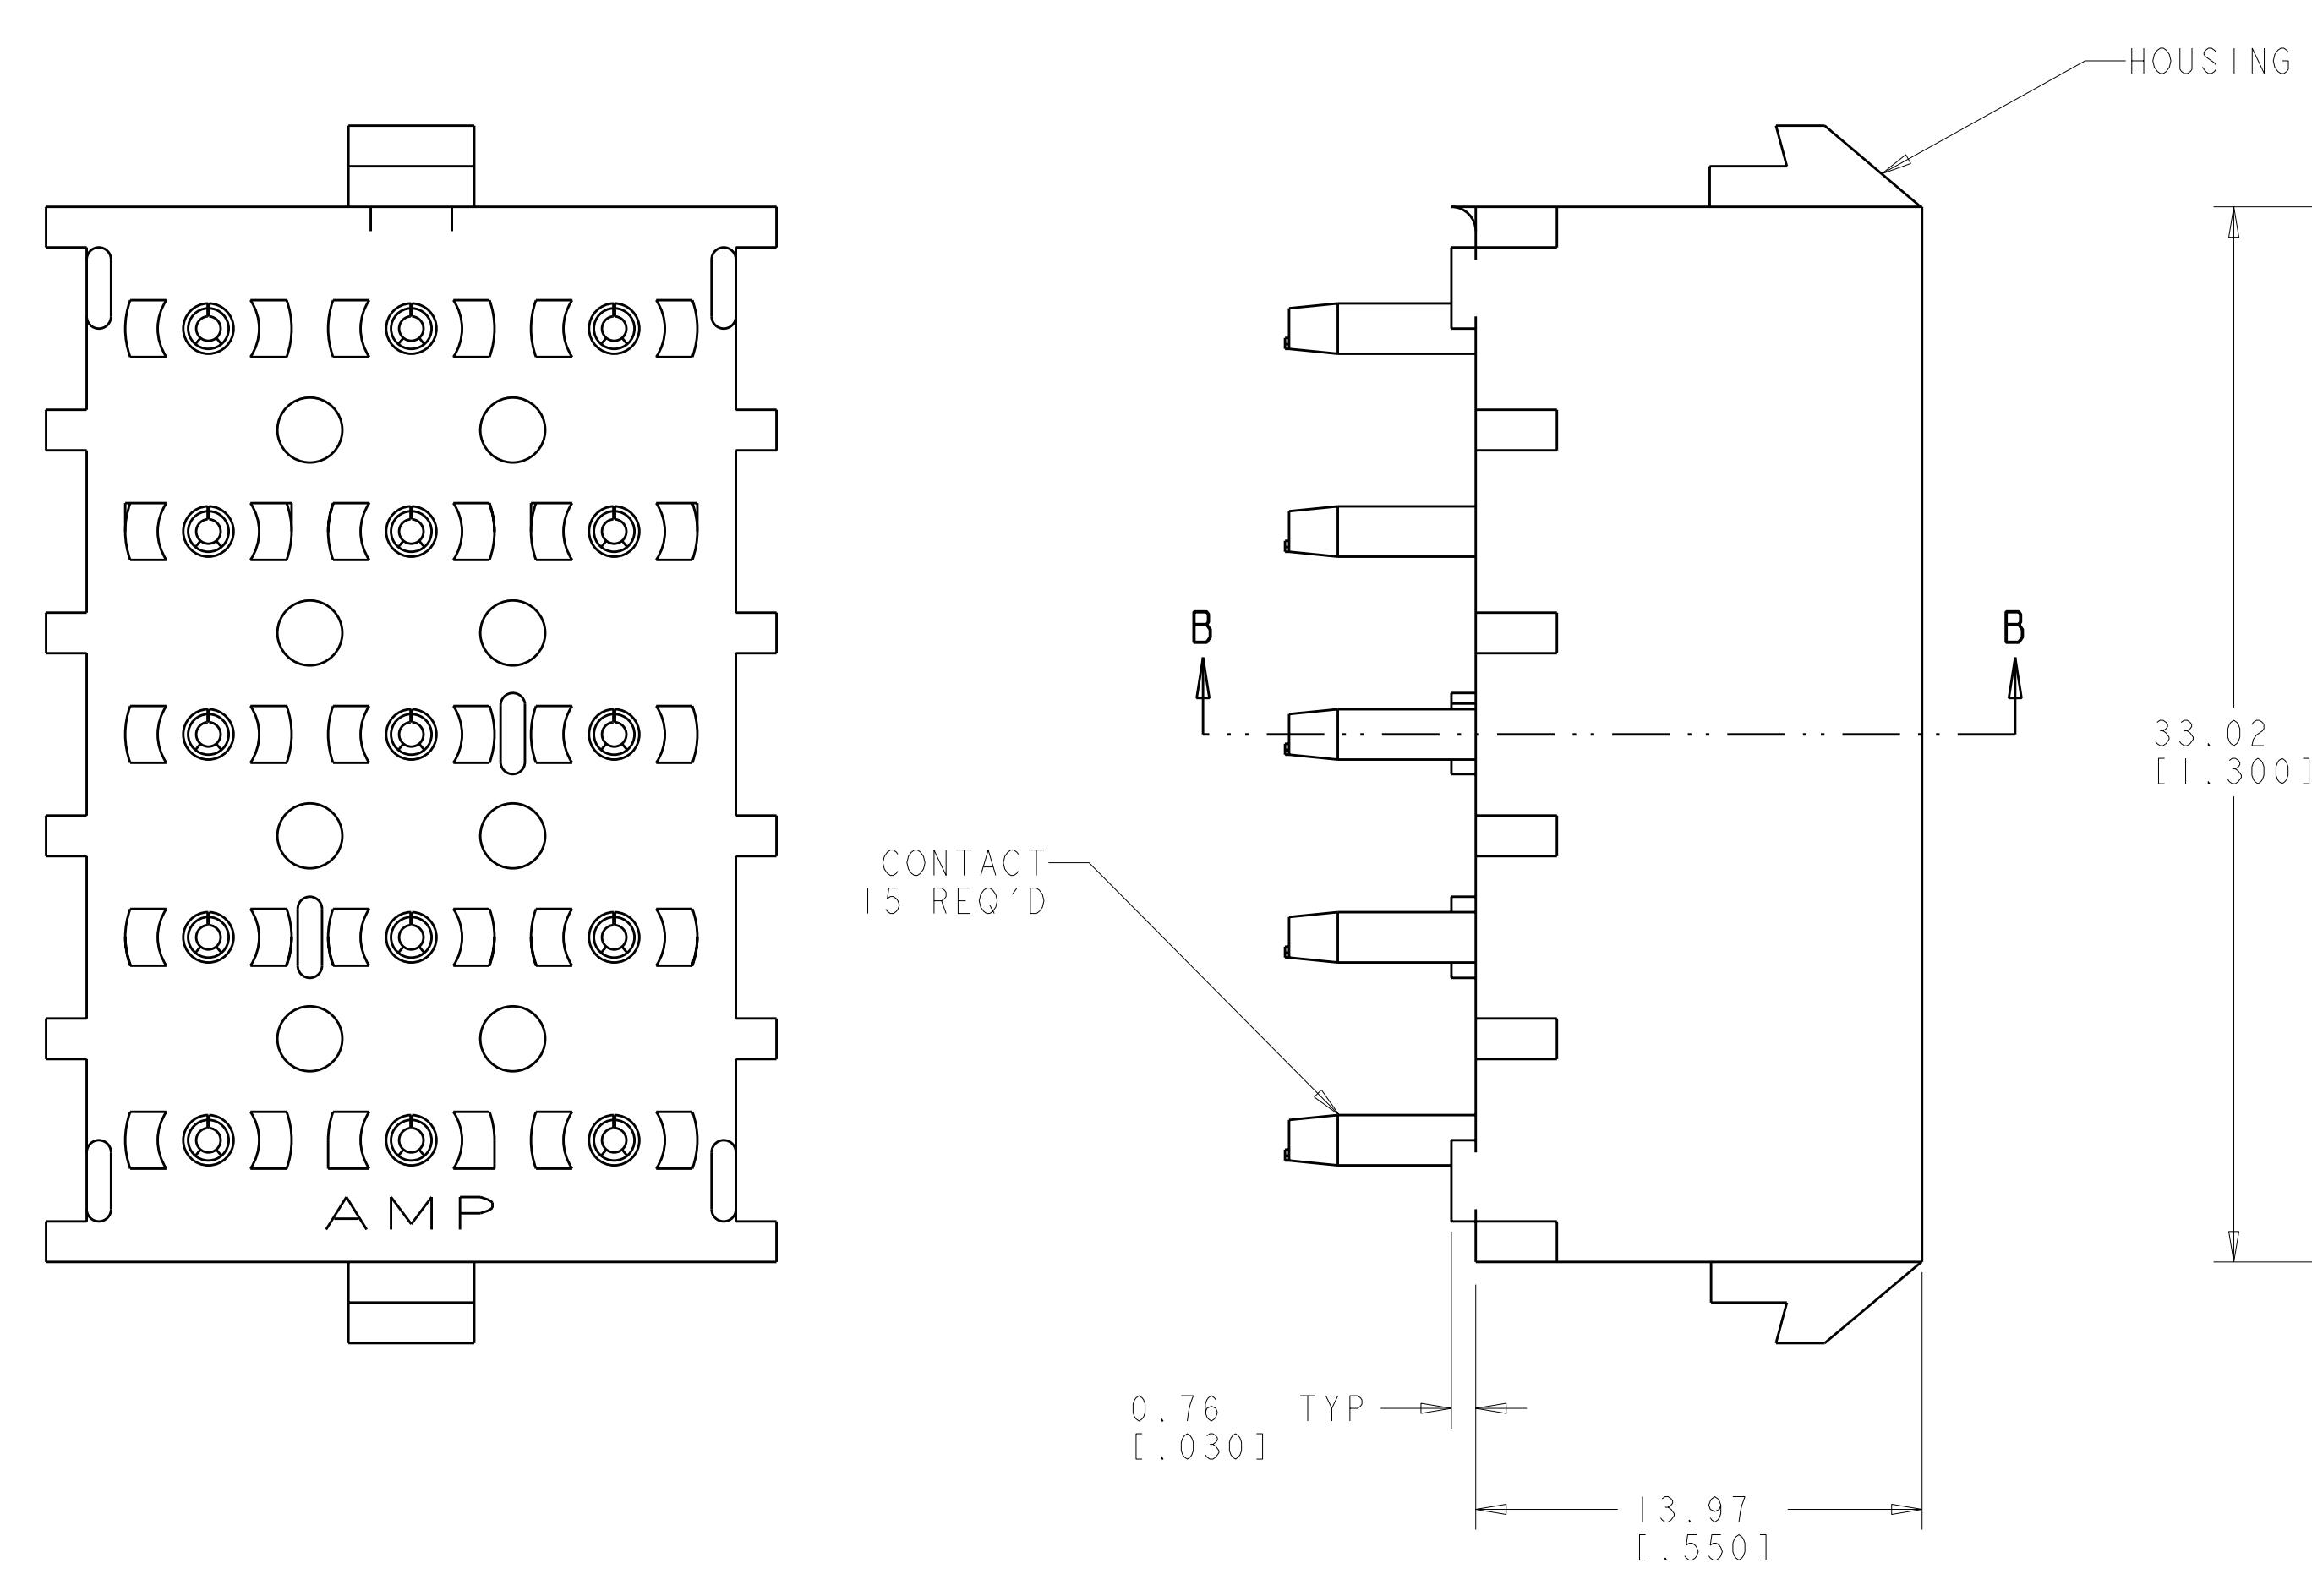 HOUSING
B B
33.02
[1.300]
CONTACT
15 REQ'D
AMP
0.76 TYP
[.030]
13.97
[.550]